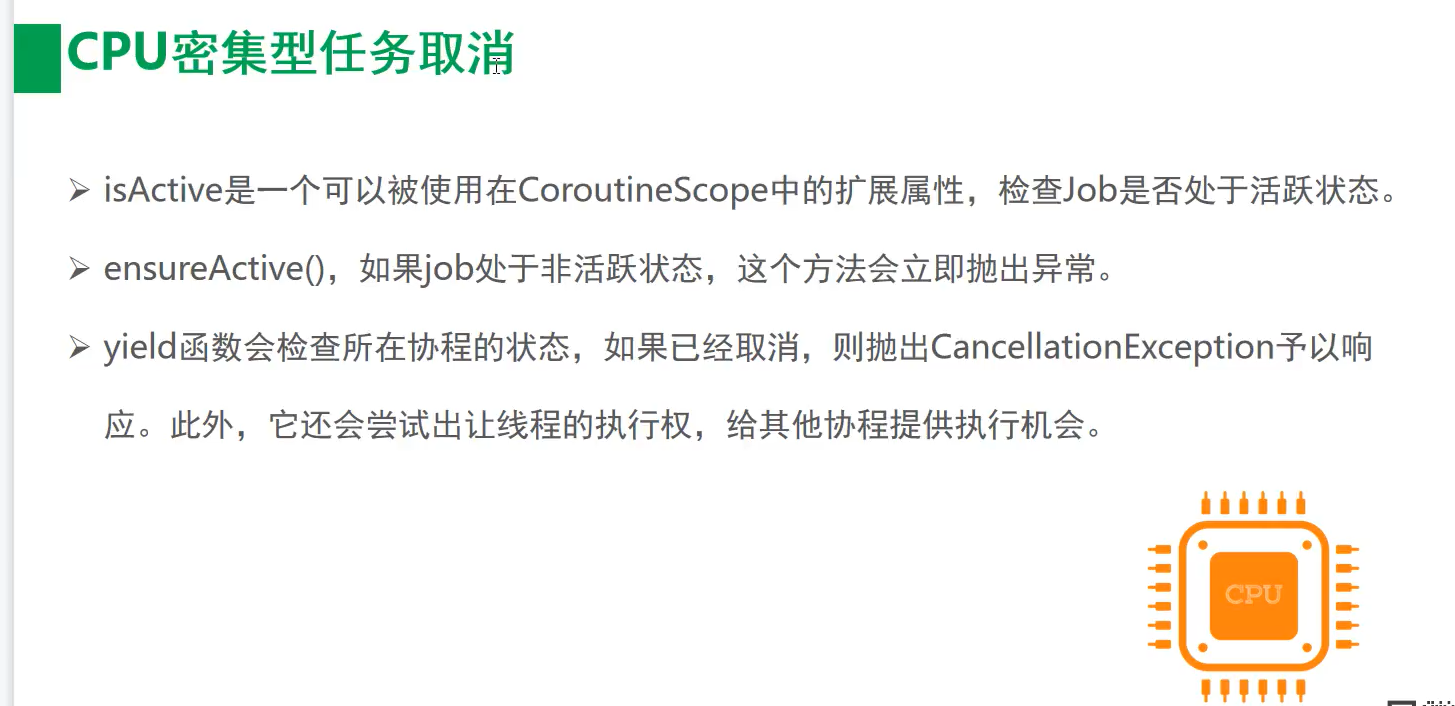 CPU密集型任务取消
➢ isActive是一个可以被使用在CoroutineScope中的扩展属性，检查Job是否处于活跃状态。
➢ ensureActive()，如果job处于非活跃状态，这个方法会立即抛出异常。
➢ yield函数会检查所在协程的状态，如果已经取消，则抛出CancellationException予以响
应。此外，它还会尝试出让线程的执行权，给其他协程提供执行机会。
CPU